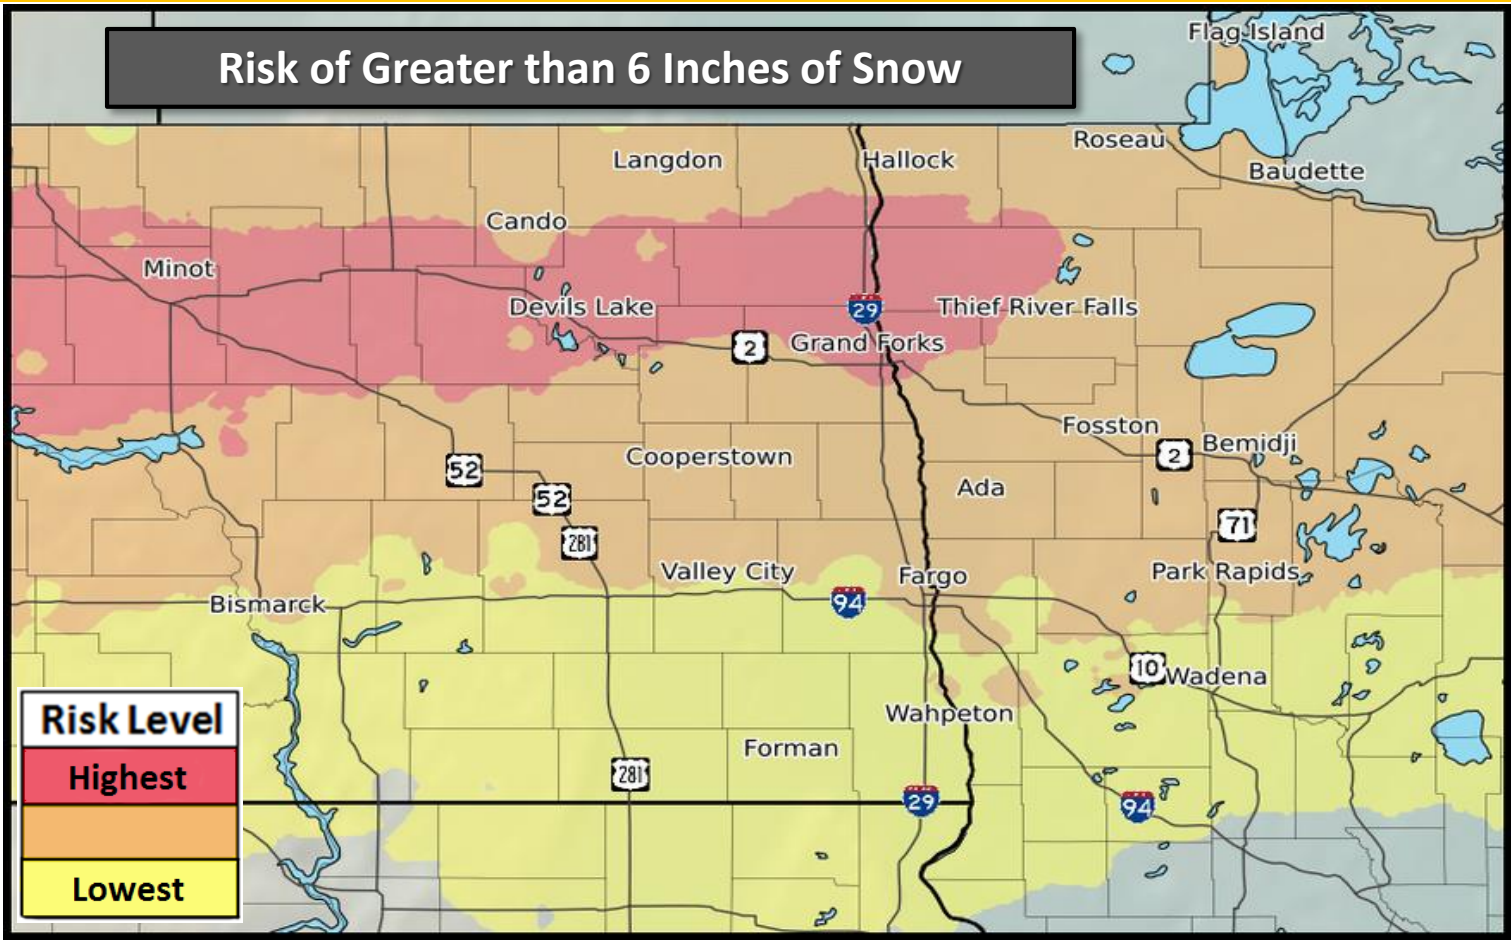 Risk of Greater than 6 Inches of Snow
Flag Island
Roseau
Langdon
Hallock
Baudette
Cando
Minot
Devils Lake
29
Thief River Falls
2
Grand Forks
Fosston
2
Bemidji
52
Cooperstown
52
Ada
281
71
Valley City
Fargo
Park Rapids
Bismarck
94
10
Wadena
Wahpeton
Forman
281
29
94
Risk Level
Highest
Lowest